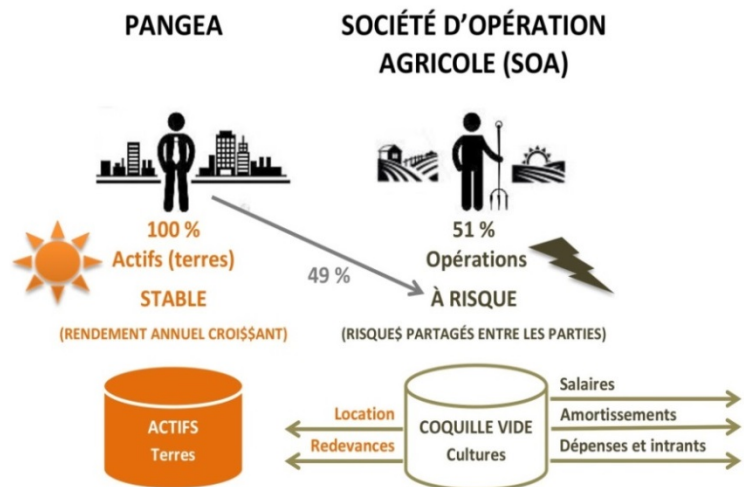 PANGEA
SOCIÉTÉ D'OPÉRATION
AGRICOLE (SOA)
100 %
Actifs (terres)
STABLE
(RENDEMENT ANNUEL CROI$$ANT)
49 %
51 %
Opérations
À RISQUE
(RISQUE$ PARTAGÉS ENTRE LES PARTIES)
ACTIFS
Terres
Location
Redevances
COQUILLE VIDE
Cultures
Salaires
Amortissements
Dépenses et intrants